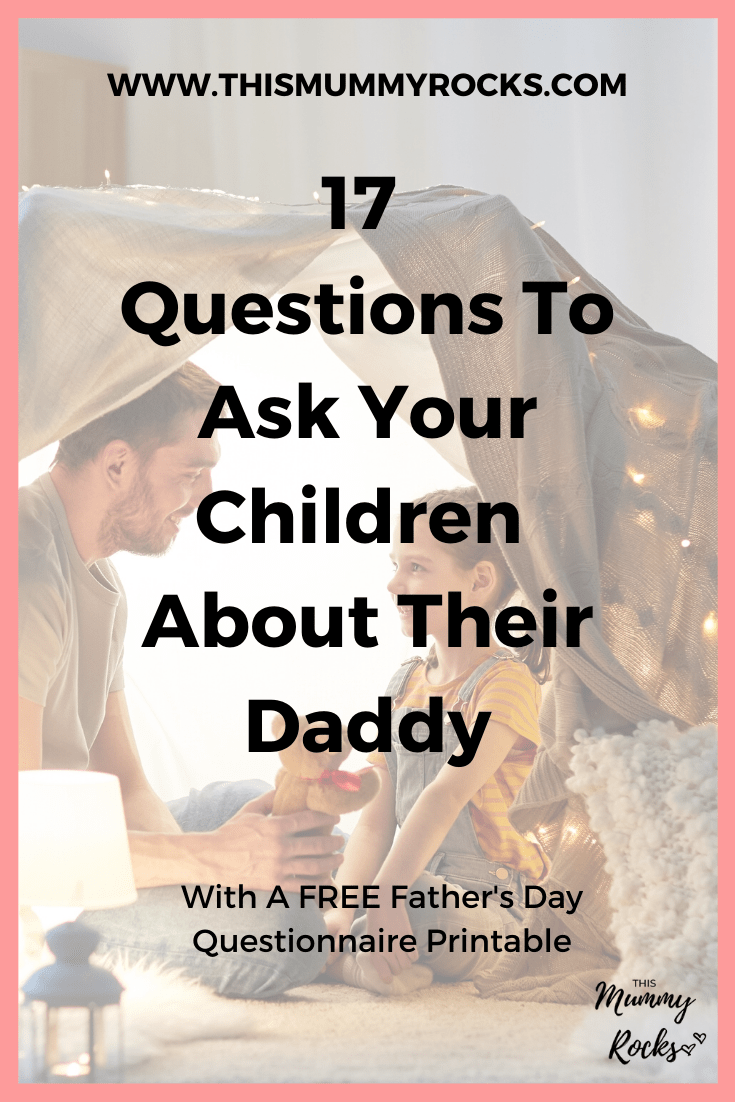 WWW.THISMUMMYROCKS.COM
17
Questions To
Ask Your
Children
About Their
Daddy
With A FREE Father's Day
Questionnaire Printable
THIS
Mummy
Rocks